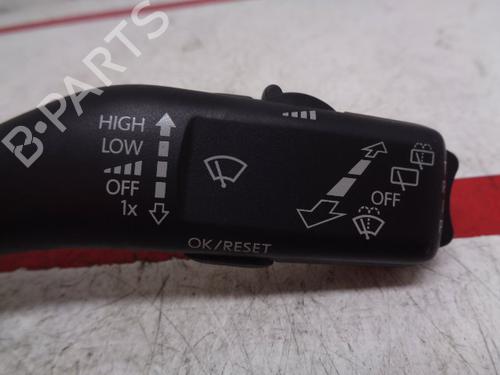 B-PARTS
HIGH
LOW
OFF
1x
OFF
OK/RESET